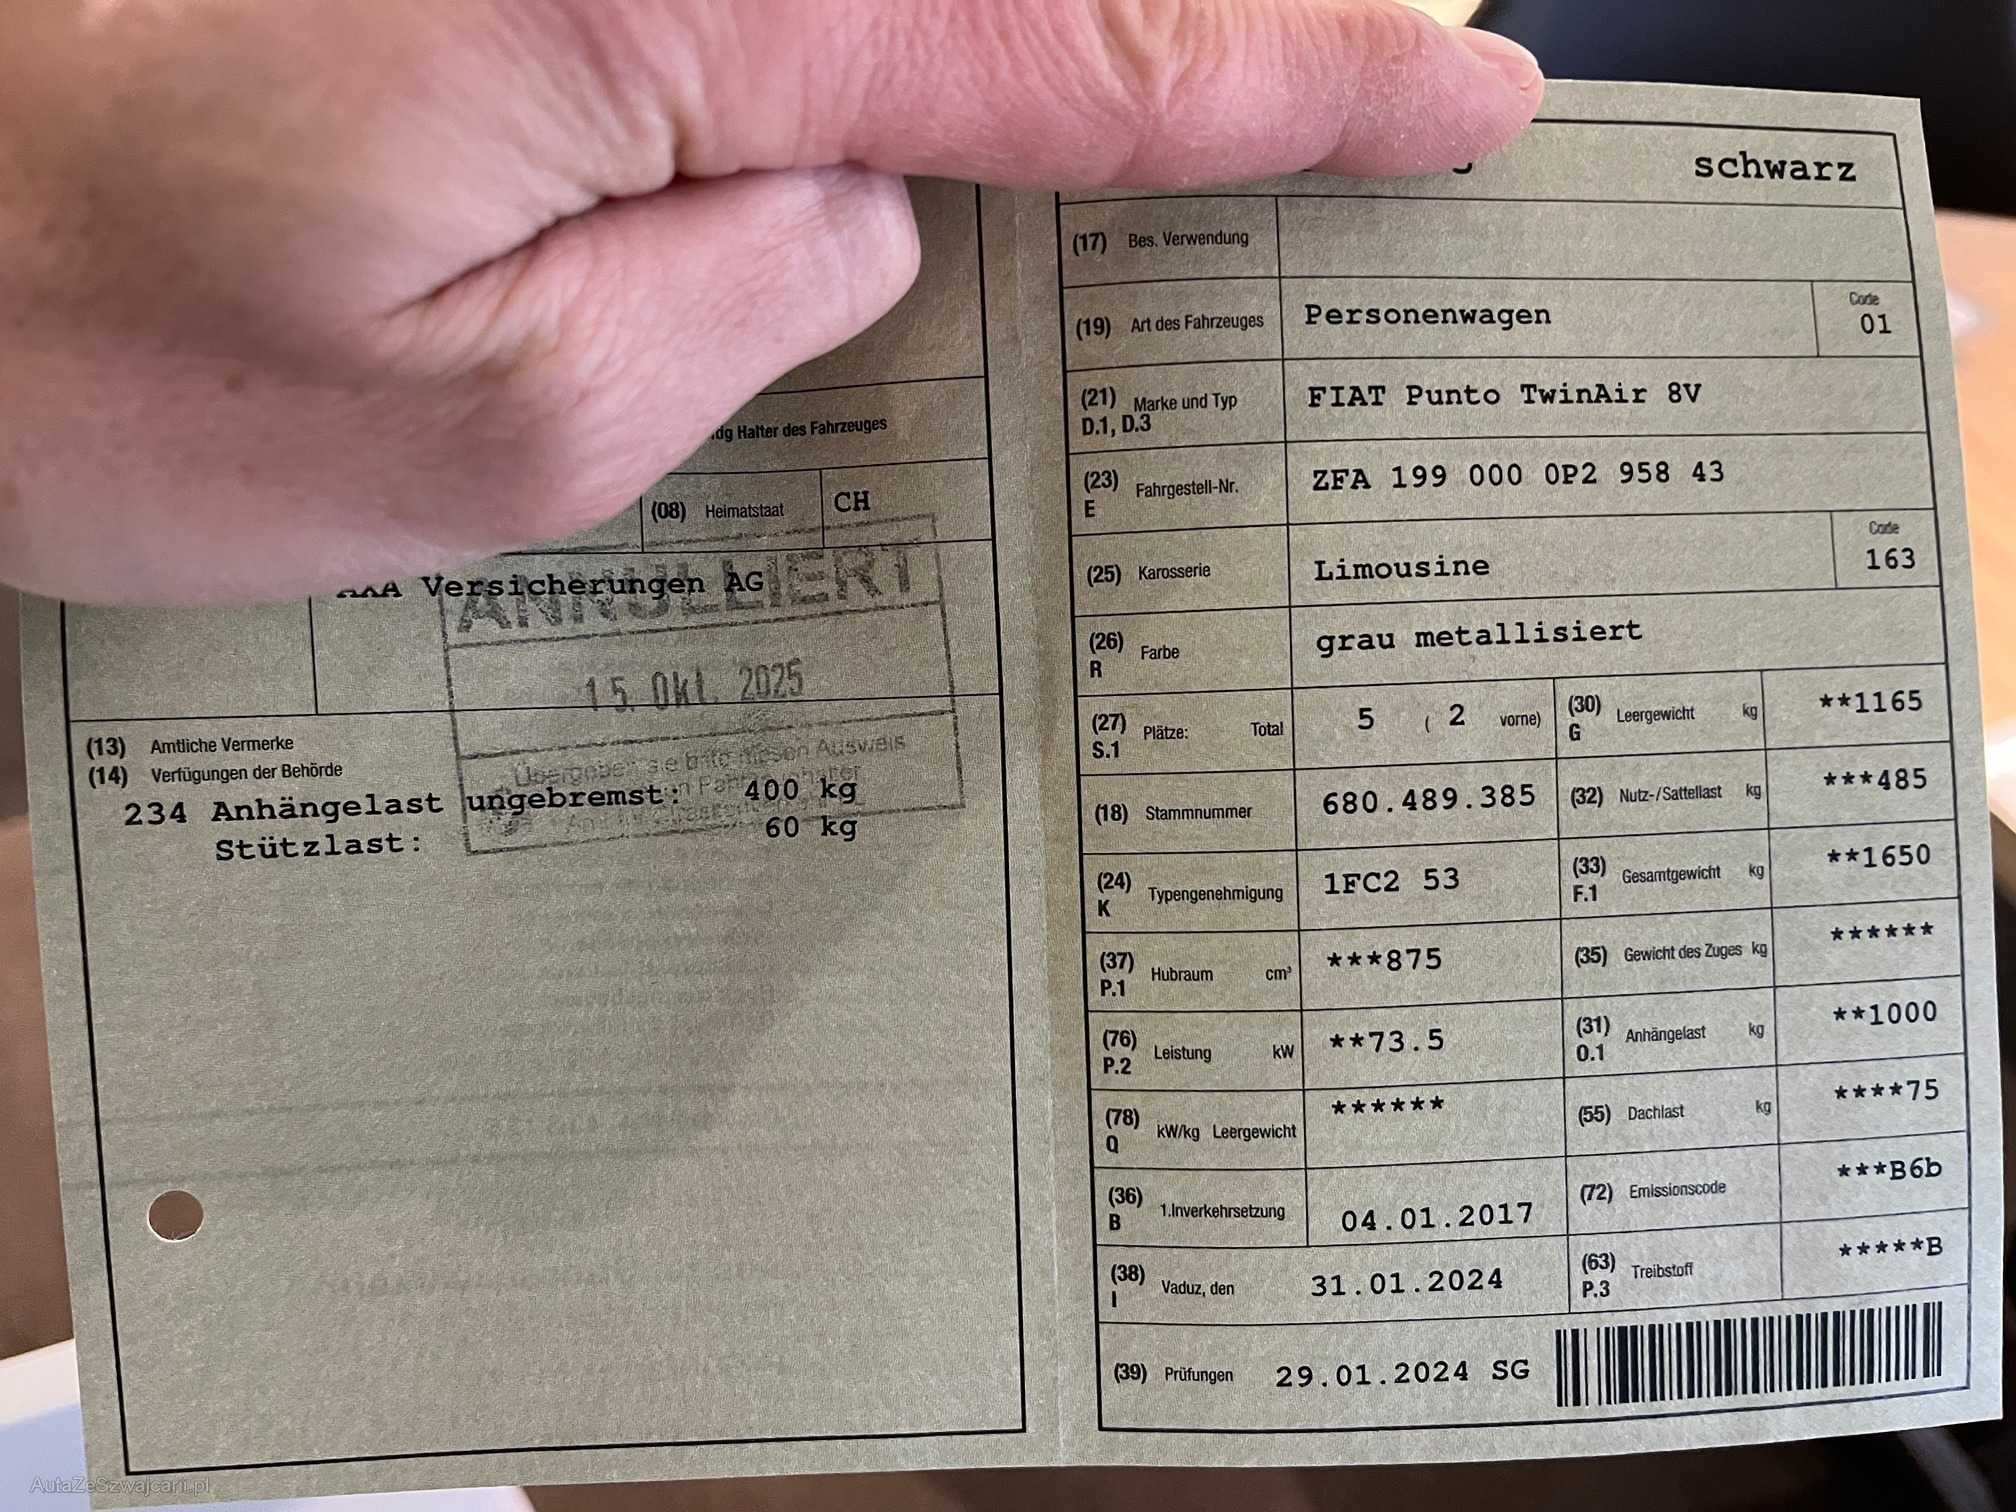 schwarz
(17) Bes. Verwendung
(19) Art des Fahrzeuges Personenwagen Code 01
(21) Marke und Typ FIAT Punto TwinAir 8V
D.1, D.3
(23) Fahrgestell-Nr. ZFA 199 000 0P2 958 43
E
(25) Karosserie Limousine Code 163
(26) Farbe grau metallisiert
R
(27) Plätze: Total 5 ( 2 vorne)
S.1
(30) Leergewicht kg **1165
G
(18) Stammnummer 680.489.385
(32) Nutz-/Sattellast kg ***485
(24) Typengenehmigung 1FC2 53
K
(33) Gesamtgewicht kg **1650
F.1
(37) Hubraum cm³ ***875
P.1
(35) Gewicht des Zuges kg ******
(76) Leistung kW **73.5
P.2
(31) Anhängelast kg **1000
O.1
(78) kW/kg Leergewicht ******
Q
(55) Dachlast kg ****75
(36) 1.Inverkehrsetzung 04.01.2017
B
(72) Emissionscode ***B6b
(38) Vaduz, den 31.01.2024
I
(63) Treibstoff *****B
P.3
(39) Prüfungen 29.01.2024 SG
Halter des Fahrzeuges
(08) Heimatstaat CH
Versicherungen AG
ANNULLIERT
15. Okt. 2025
Übergeben sie bitte diesen Ausweis
(13) Amtliche Vermerke
(14) Verfügungen der Behörde
234 Anhängelast ungebremst: 400 kg
Stützlast: 60 kg
AutaZeSzwajcarii.pl